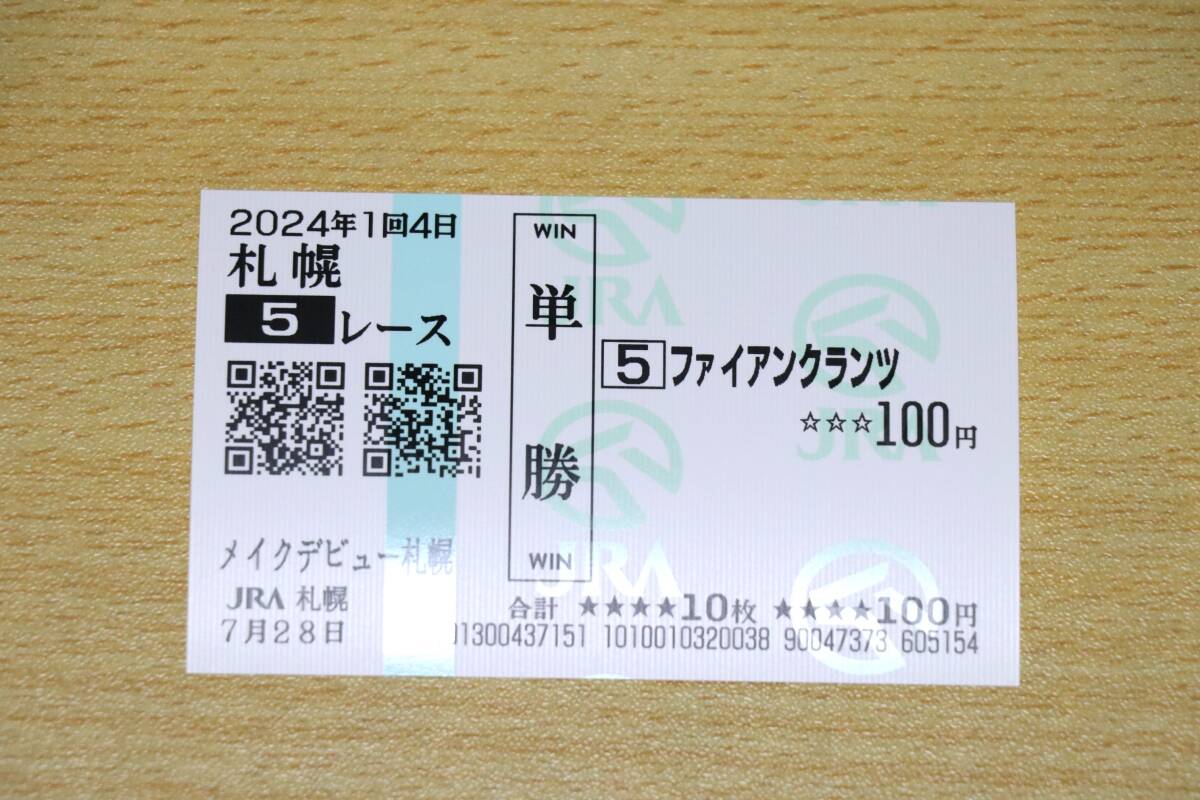 2024年1回4日
札幌
5レース
メイクデビュー札幌
JRA 札幌
7月28日
WIN
単勝
WIN
5ファイアンクランツ
☆☆☆100円
合計 ★★★★10枚 ★★★★100円
01300437151 1010010320038 90047373 605154
JRA
JRA
JRA